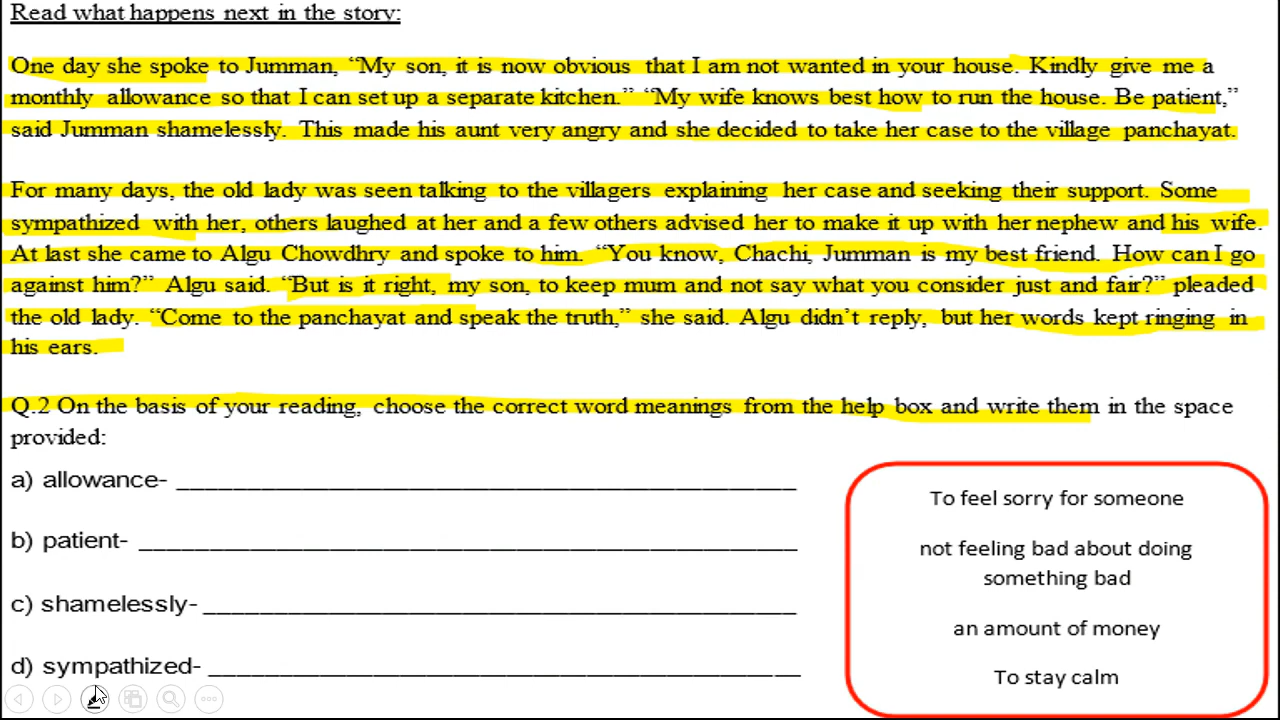 Read what happens next in the story:
One day she spoke to Jumman, “My son, it is now obvious that I am not wanted in your house. Kindly give me a
monthly allowance so that I can set up a separate kitchen.” “My wife knows best how to run the house. Be patient,”
said Jumman shamelessly. This made his aunt very angry and she decided to take her case to the village panchayat.
For many days, the old lady was seen talking to the villagers explaining her case and seeking their support. Some
sympathized with her, others laughed at her and a few others advised her to make it up with her nephew and his wife.
At last she came to Algu Chowdhry and spoke to him. “You know, Chachi, Jumman is my best friend. How can I go
against him?” Algu said. “But is it right, my son, to keep mum and not say what you consider just and fair?” pleaded
the old lady. “Come to the panchayat and speak the truth,” she said. Algu didn’t reply, but her words kept ringing in
his ears.
Q.2 On the basis of your reading, choose the correct word meanings from the help box and write them in the space
provided:
a) allowance- ____________________
b) patient- ____________________
c) shamelessly- ____________________
d) sympathized- ____________________
To feel sorry for someone
not feeling bad about doing
something bad
an amount of money
To stay calm